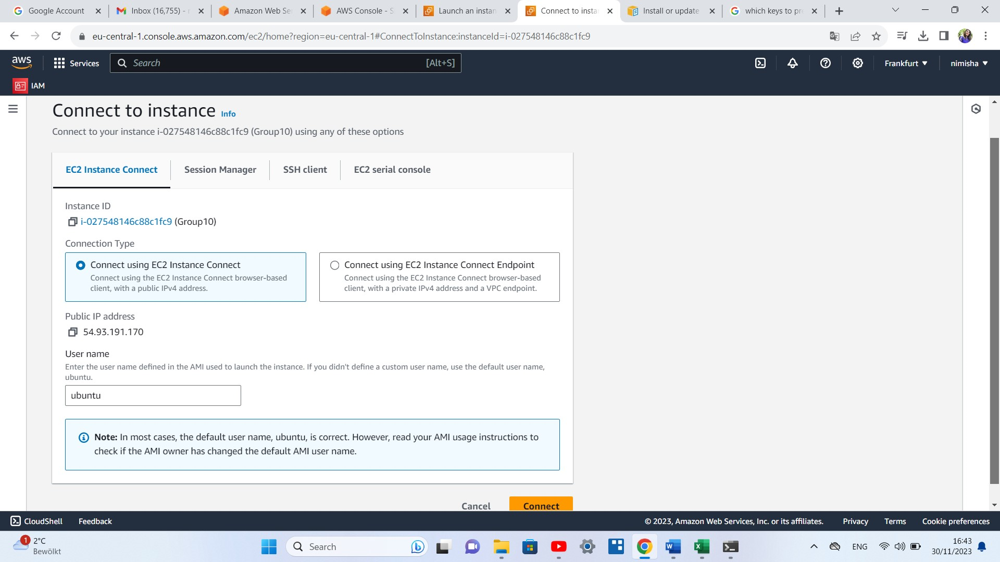 Google Account
Inbox (16,755) -
Amazon Web Se
AWS Console - S
Launch an instan
Connect to insta
Install or update
which keys to pr
eu-central-1.console.aws.amazon.com/ec2/home?region=eu-central-1#ConnectToInstance:instanceId=i-027548146c88c1fc9
aws
Services
Search
[Alt+S]
Frankfurt
nimisha
IAM
Connect to instance Info
Connect to your instance i-027548146c88c1fc9 (Group10) using any of these options
EC2 Instance Connect
Session Manager
SSH client
EC2 serial console
Instance ID
i-027548146c88c1fc9 (Group10)
Connection Type
Connect using EC2 Instance Connect
Connect using the EC2 Instance Connect browser-based
client, with a public IPv4 address.
Connect using EC2 Instance Connect Endpoint
Connect using the EC2 Instance Connect browser-based
client, with a private IPv4 address and a VPC endpoint.
Public IP address
54.93.191.170
User name
Enter the user name defined in the AMI used to launch the instance. If you didn't define a custom user name, use the default user name,
ubuntu.
ubuntu
Note: In most cases, the default user name, ubuntu, is correct. However, read your AMI usage instructions to
check if the AMI owner has changed the default AMI user name.
Cancel
Connect
CloudShell
Feedback
© 2023, Amazon Web Services, Inc. or its affiliates.
Privacy
Terms
Cookie preferences
1
2°C
Bewölkt
Search
ENG
16:43
30/11/2023